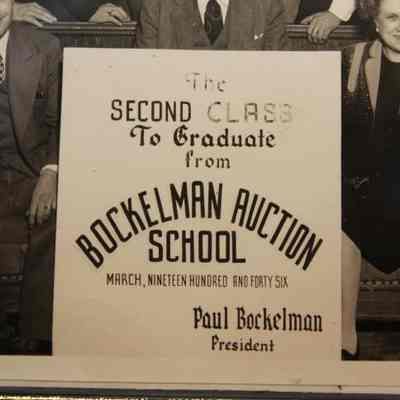 The
SECOND CLASS
To Graduate
from
BOCKELMAN AUCTION
SCHOOL
MARCH, NINETEEN HUNDRED AND FORTY SIX
Paul Bockelman
President